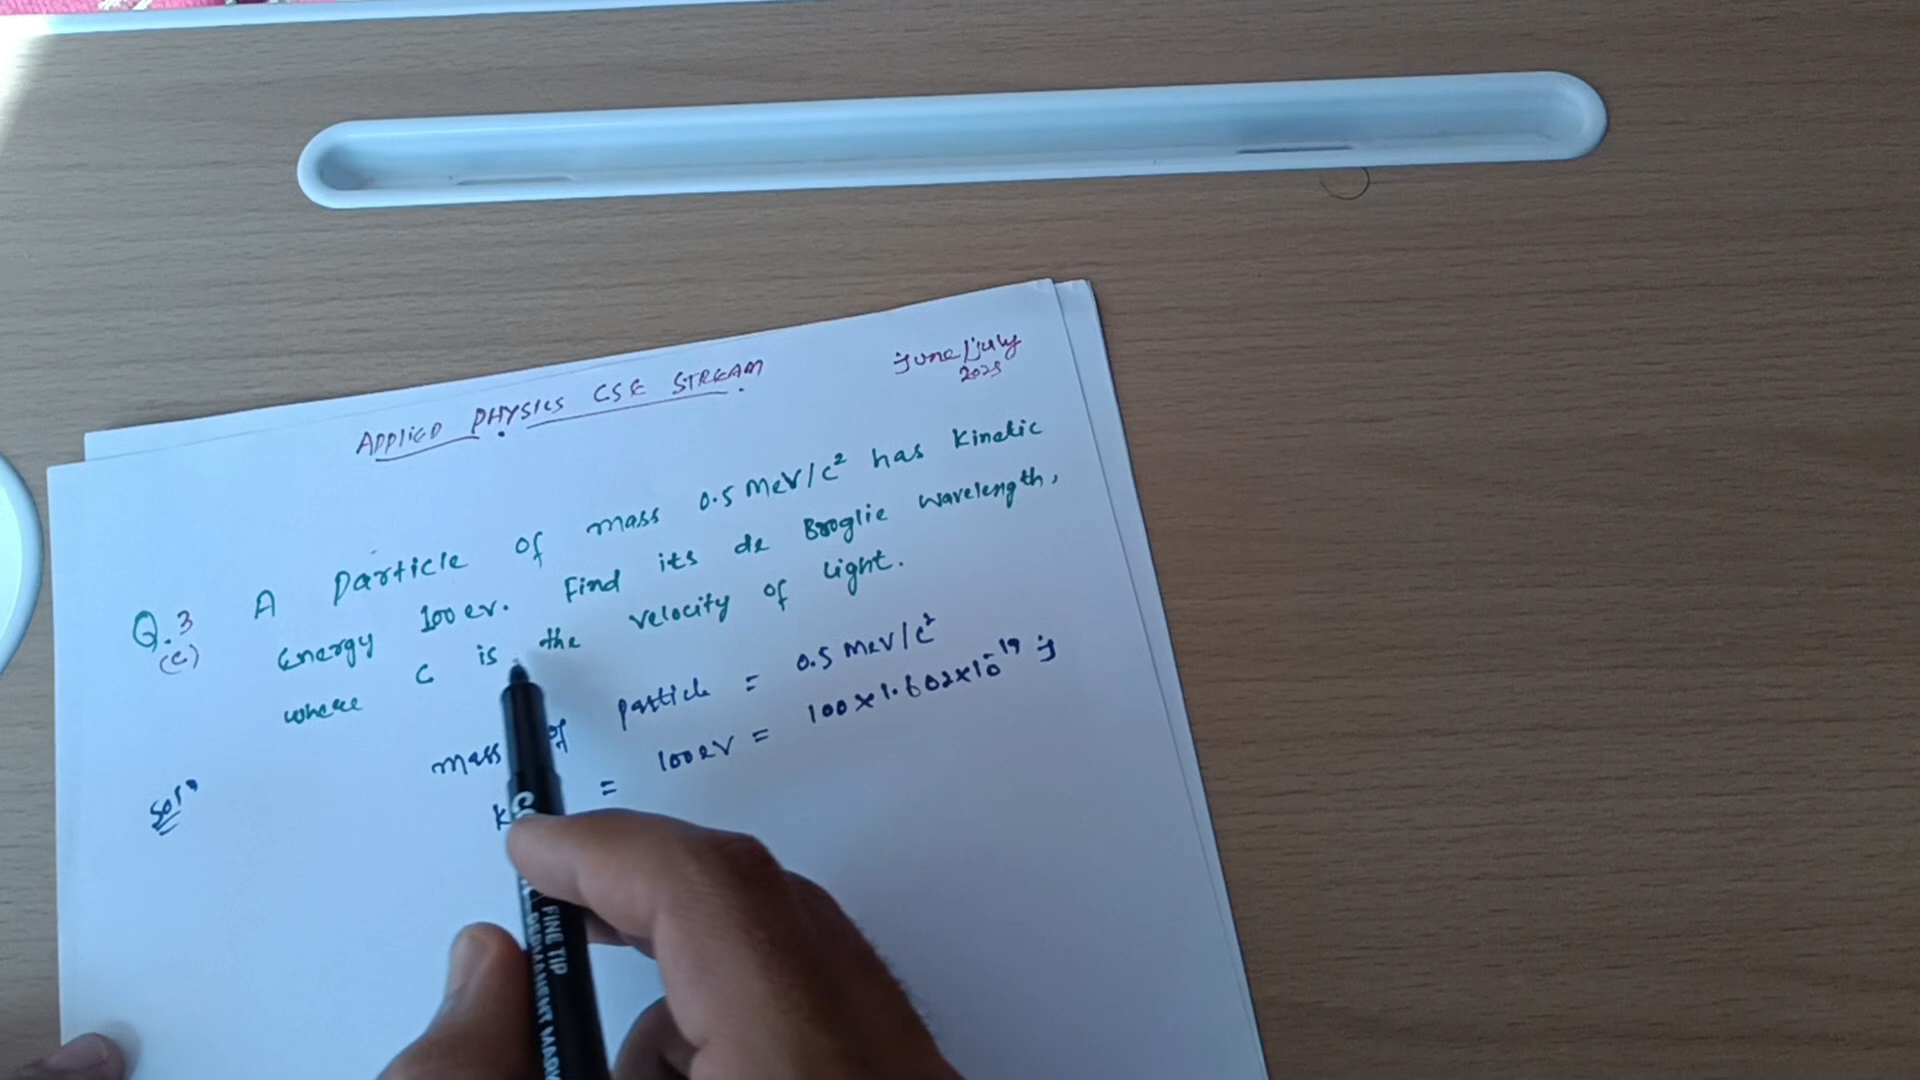 APPLIED PHYSICS CSE STREAM
June/July
2023
Q.3 A particle of mass 0.5 MeV/c² has kinetic
(c) energy 100 ev. Find its de Broglie wavelength,
where c is the velocity of light.
Solⁿ mass of particle = 0.5 MeV/c²
= 100eV = 100×1.602×10⁻¹⁹ j
FINE TIP
PERMANENT